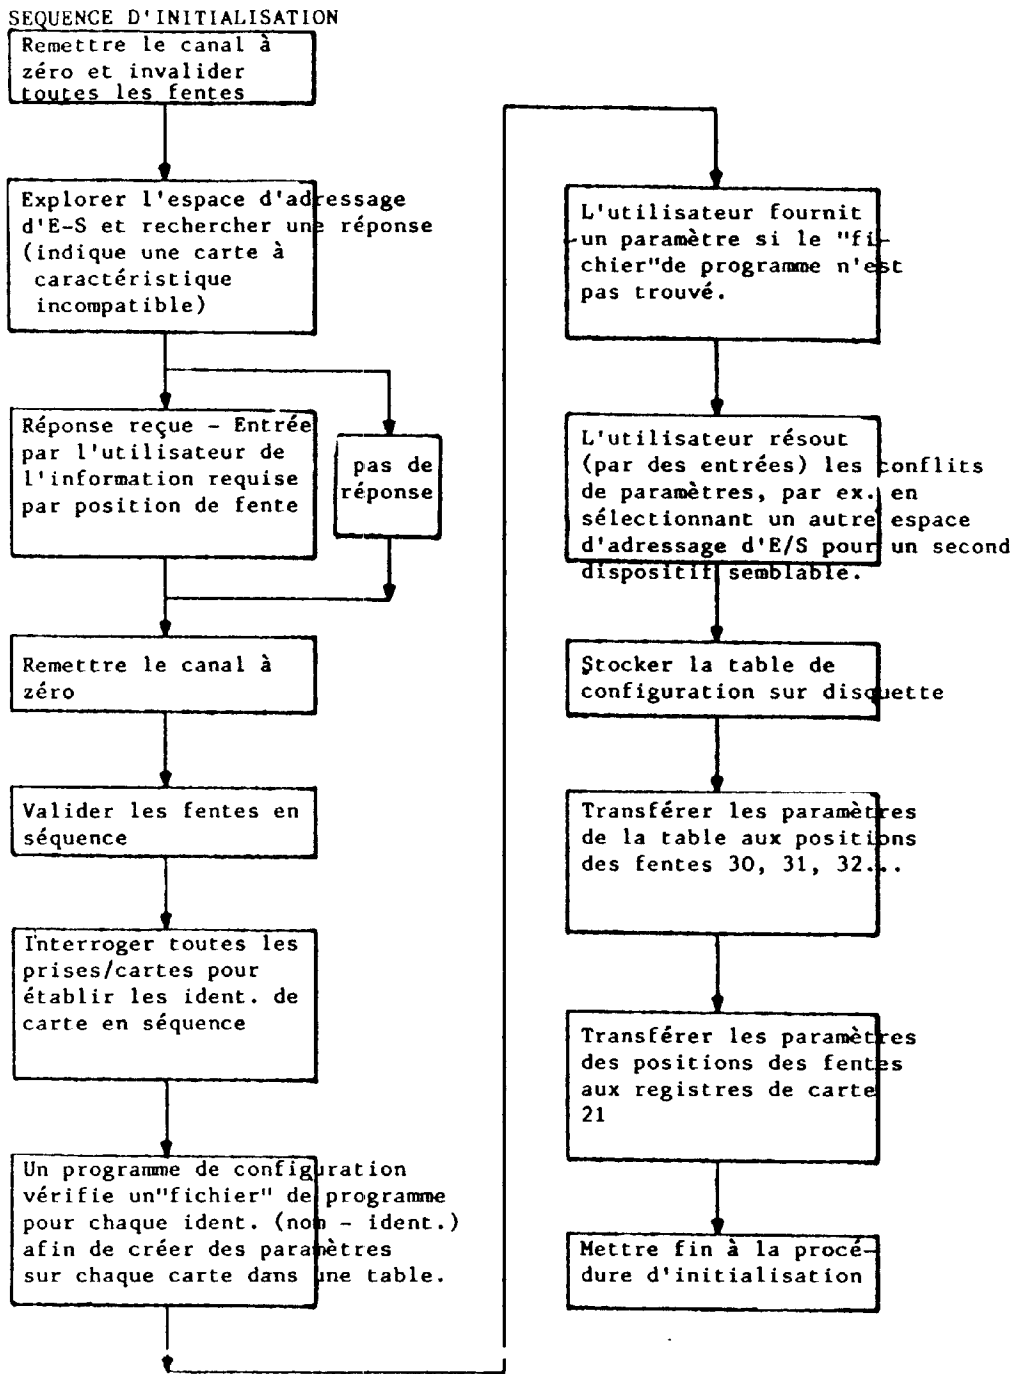 SEQUENCE D'INITIALISATION
Remettre le canal à
zéro et invalider
toutes les fentes
Explorer l'espace d'adressage
d'E-S et rechercher une réponse
(indique une carte à
caractéristique
incompatible)
Réponse reçue - Entrée
par l'utilisateur de
l'information requise
par position de fente
pas de
réponse
Remettre le canal à
zéro
Valider les fentes en
séquence
Interroger toutes les
prises/cartes pour
établir les ident. de
carte en séquence
Un programme de configuration
vérifie un"fichier" de programme
pour chaque ident. (nom - ident.)
afin de créer des paramètres
sur chaque carte dans une table.
L'utilisateur fournit
un paramètre si le "fi-
chier"de programme n'est
pas trouvé.
L'utilisateur résout
(par des entrées) les conflits
de paramètres, par ex. en
sélectionnant un autre espace
d'adressage d'E/S pour un second
dispositif semblable.
Stocker la table de
configuration sur disquette
Transférer les paramètres
de la table aux positions
des fentes 30, 31, 32...
Transférer les paramètres
des positions des fentes
aux registres de carte
21
Mettre fin à la procé-
dure d'initialisation